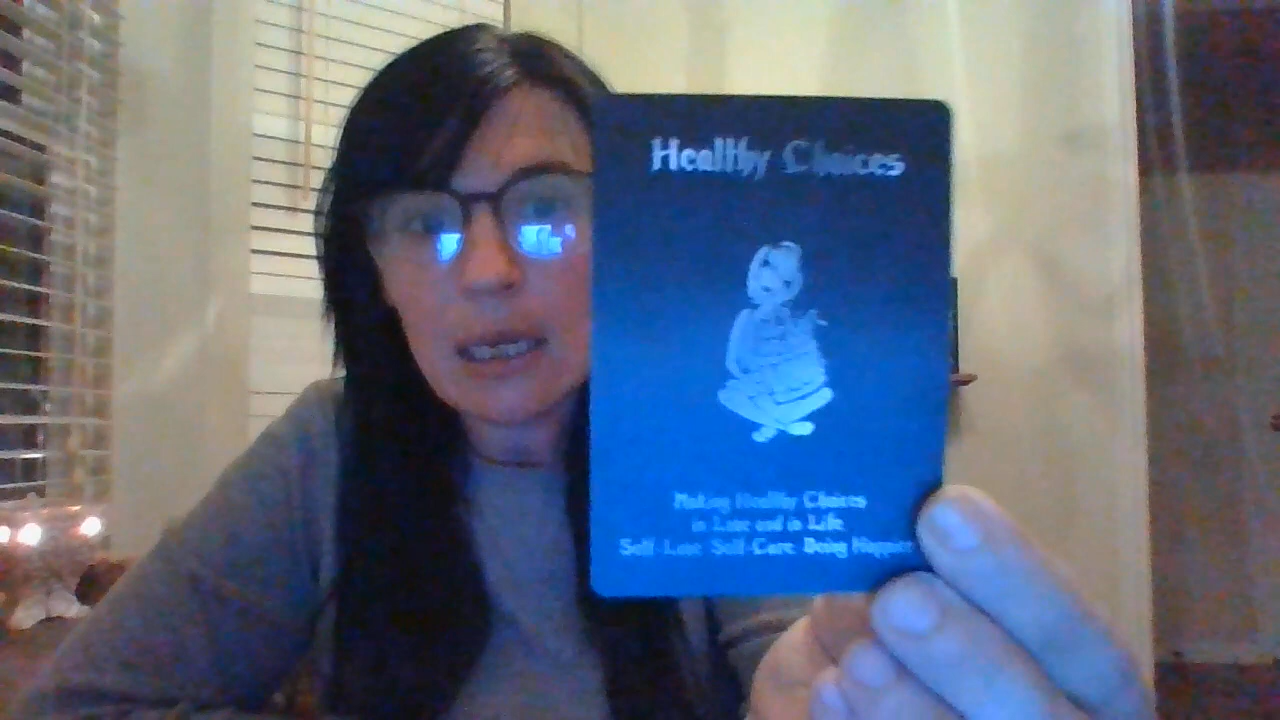 Healthy Choices
Making Healthy Choices
in Love and in Life
Self-Love Self-Care Being Happier